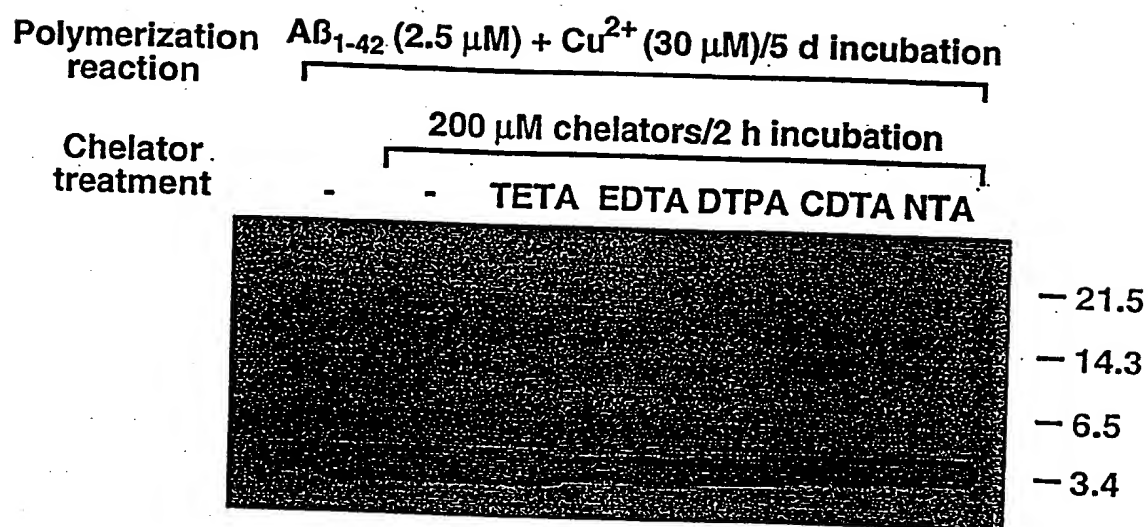 Polymerization reaction
Aß₁₋₄₂ (2.5 µM) + Cu²⁺ (30 µM)/5 d incubation
200 µM chelators/2 h incubation
Chelator treatment
- - TETA EDTA DTPA CDTA NTA
– 21.5
– 14.3
– 6.5
– 3.4